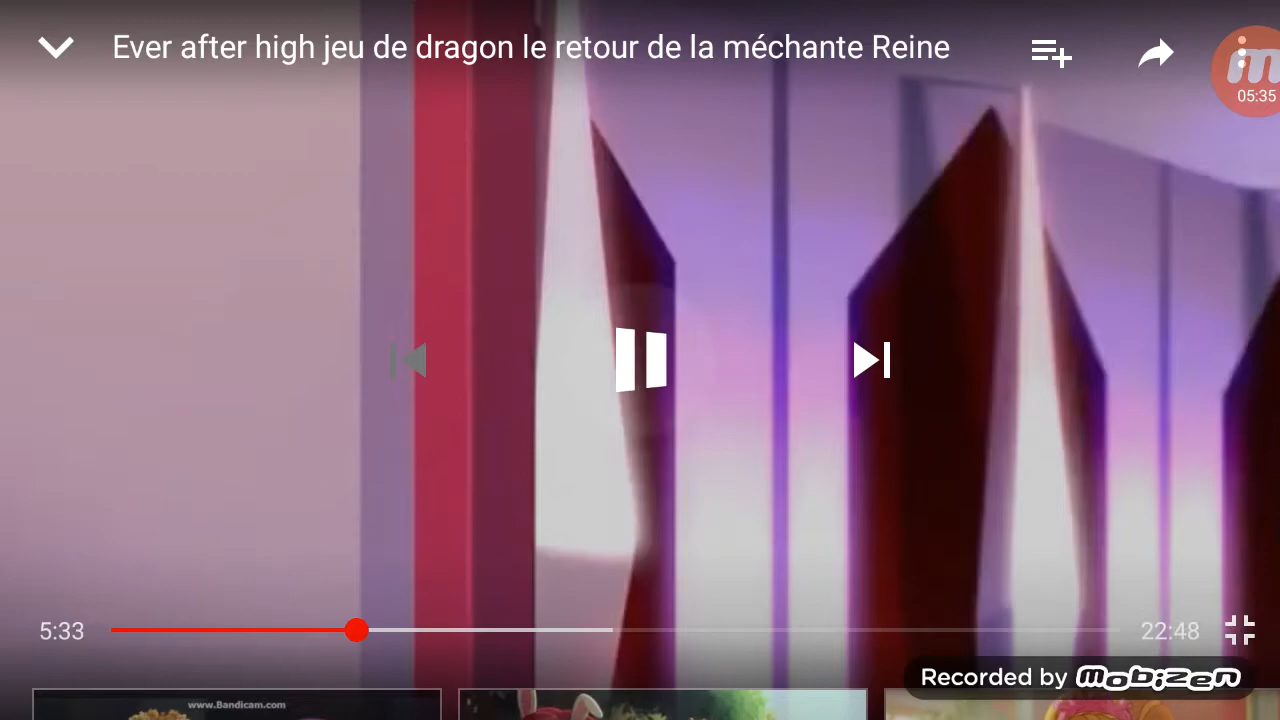 Ever after high jeu de dragon le retour de la méchante Reine
m
05:35
5:33
22:48
Recorded by mobizen
www.Bandicam.com